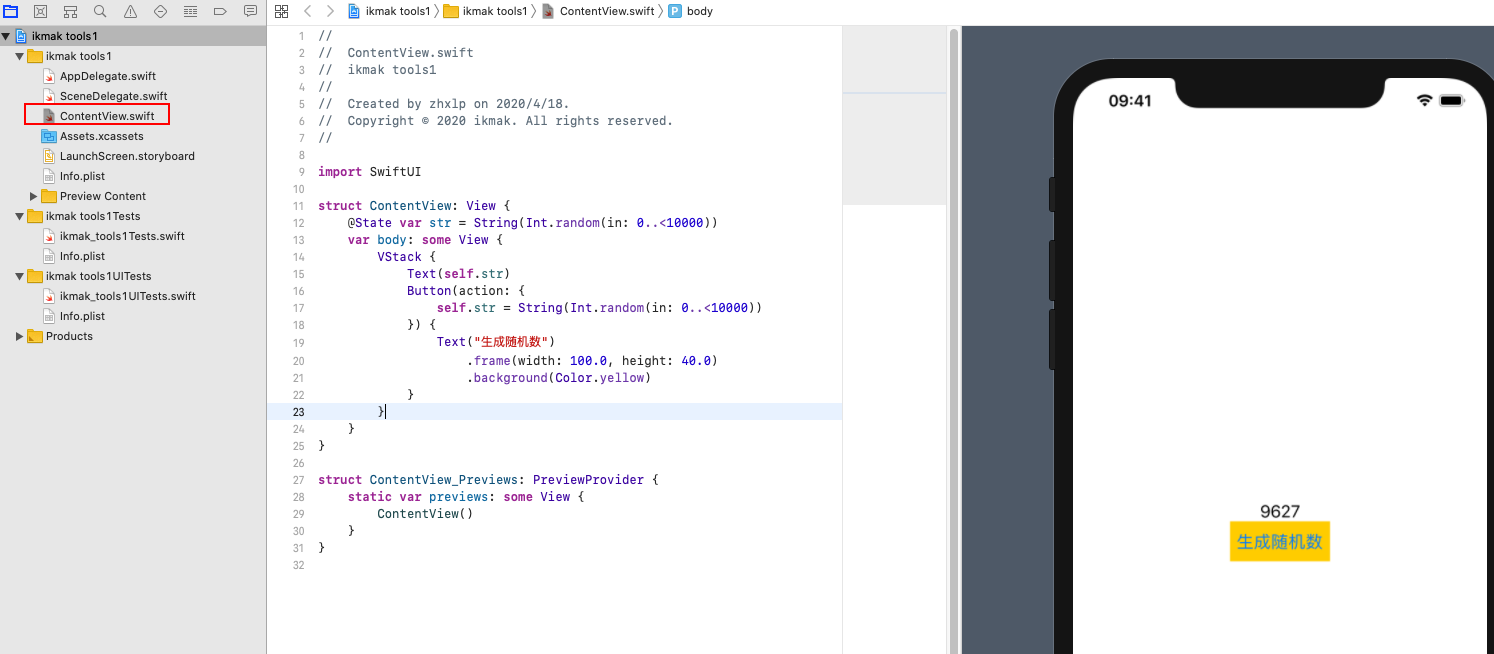 ikmak tools1 ikmak tools1 ContentView.swift P body
ikmak tools1
ikmak tools1
AppDelegate.swift
SceneDelegate.swift
ContentView.swift
Assets.xcassets
LaunchScreen.storyboard
Info.plist
Preview Content
ikmak tools1Tests
ikmak_tools1Tests.swift
Info.plist
ikmak tools1UITests
ikmak_tools1UITests.swift
Info.plist
Products
1 //
2 //  ContentView.swift
3 //  ikmak tools1
4 //
5 //  Created by zhxlp on 2020/4/18.
6 //  Copyright © 2020 ikmak. All rights reserved.
7 //
8
9 import SwiftUI
10
11 struct ContentView: View {
12     @State var str = String(Int.random(in: 0..<10000))
13     var body: some View {
14         VStack {
15             Text(self.str)
16             Button(action: {
17                 self.str = String(Int.random(in: 0..<10000))
18             }) {
19                 Text("生成随机数")
20                     .frame(width: 100.0, height: 40.0)
21                     .background(Color.yellow)
22             }
23         }
24     }
25 }
26
27 struct ContentView_Previews: PreviewProvider {
28     static var previews: some View {
29         ContentView()
30     }
31 }
32
09:41
9627
生成随机数